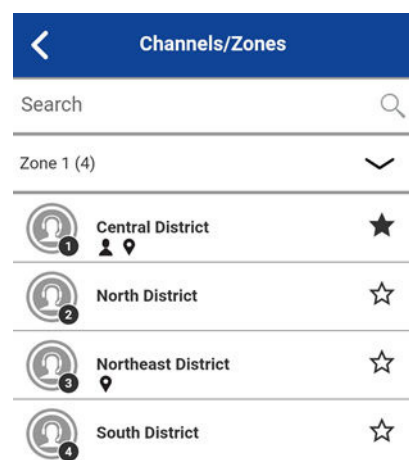 Channels/Zones
Search
Zone 1 (4)
1
Central District
2
North District
3
Northeast District
4
South District